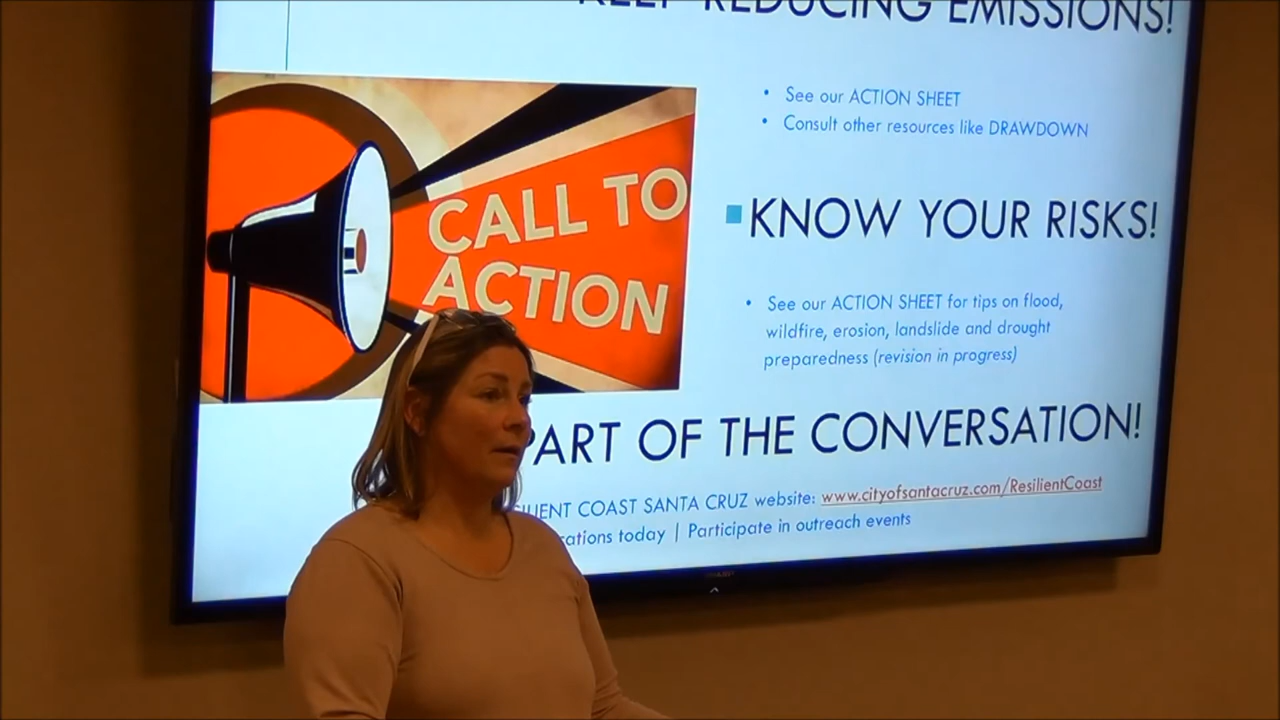 KEEP REDUCING EMISSIONS!
• See our ACTION SHEET
• Consult other resources like DRAWDOWN
CALL TO
ACTION
KNOW YOUR RISKS!
• See our ACTION SHEET for tips on flood,
wildfire, erosion, landslide and drought
preparedness (revision in progress)
PART OF THE CONVERSATION!
COAST SANTA CRUZ website: www.cityofsantacruz.com/ResilientCoast
today | Participate in outreach events